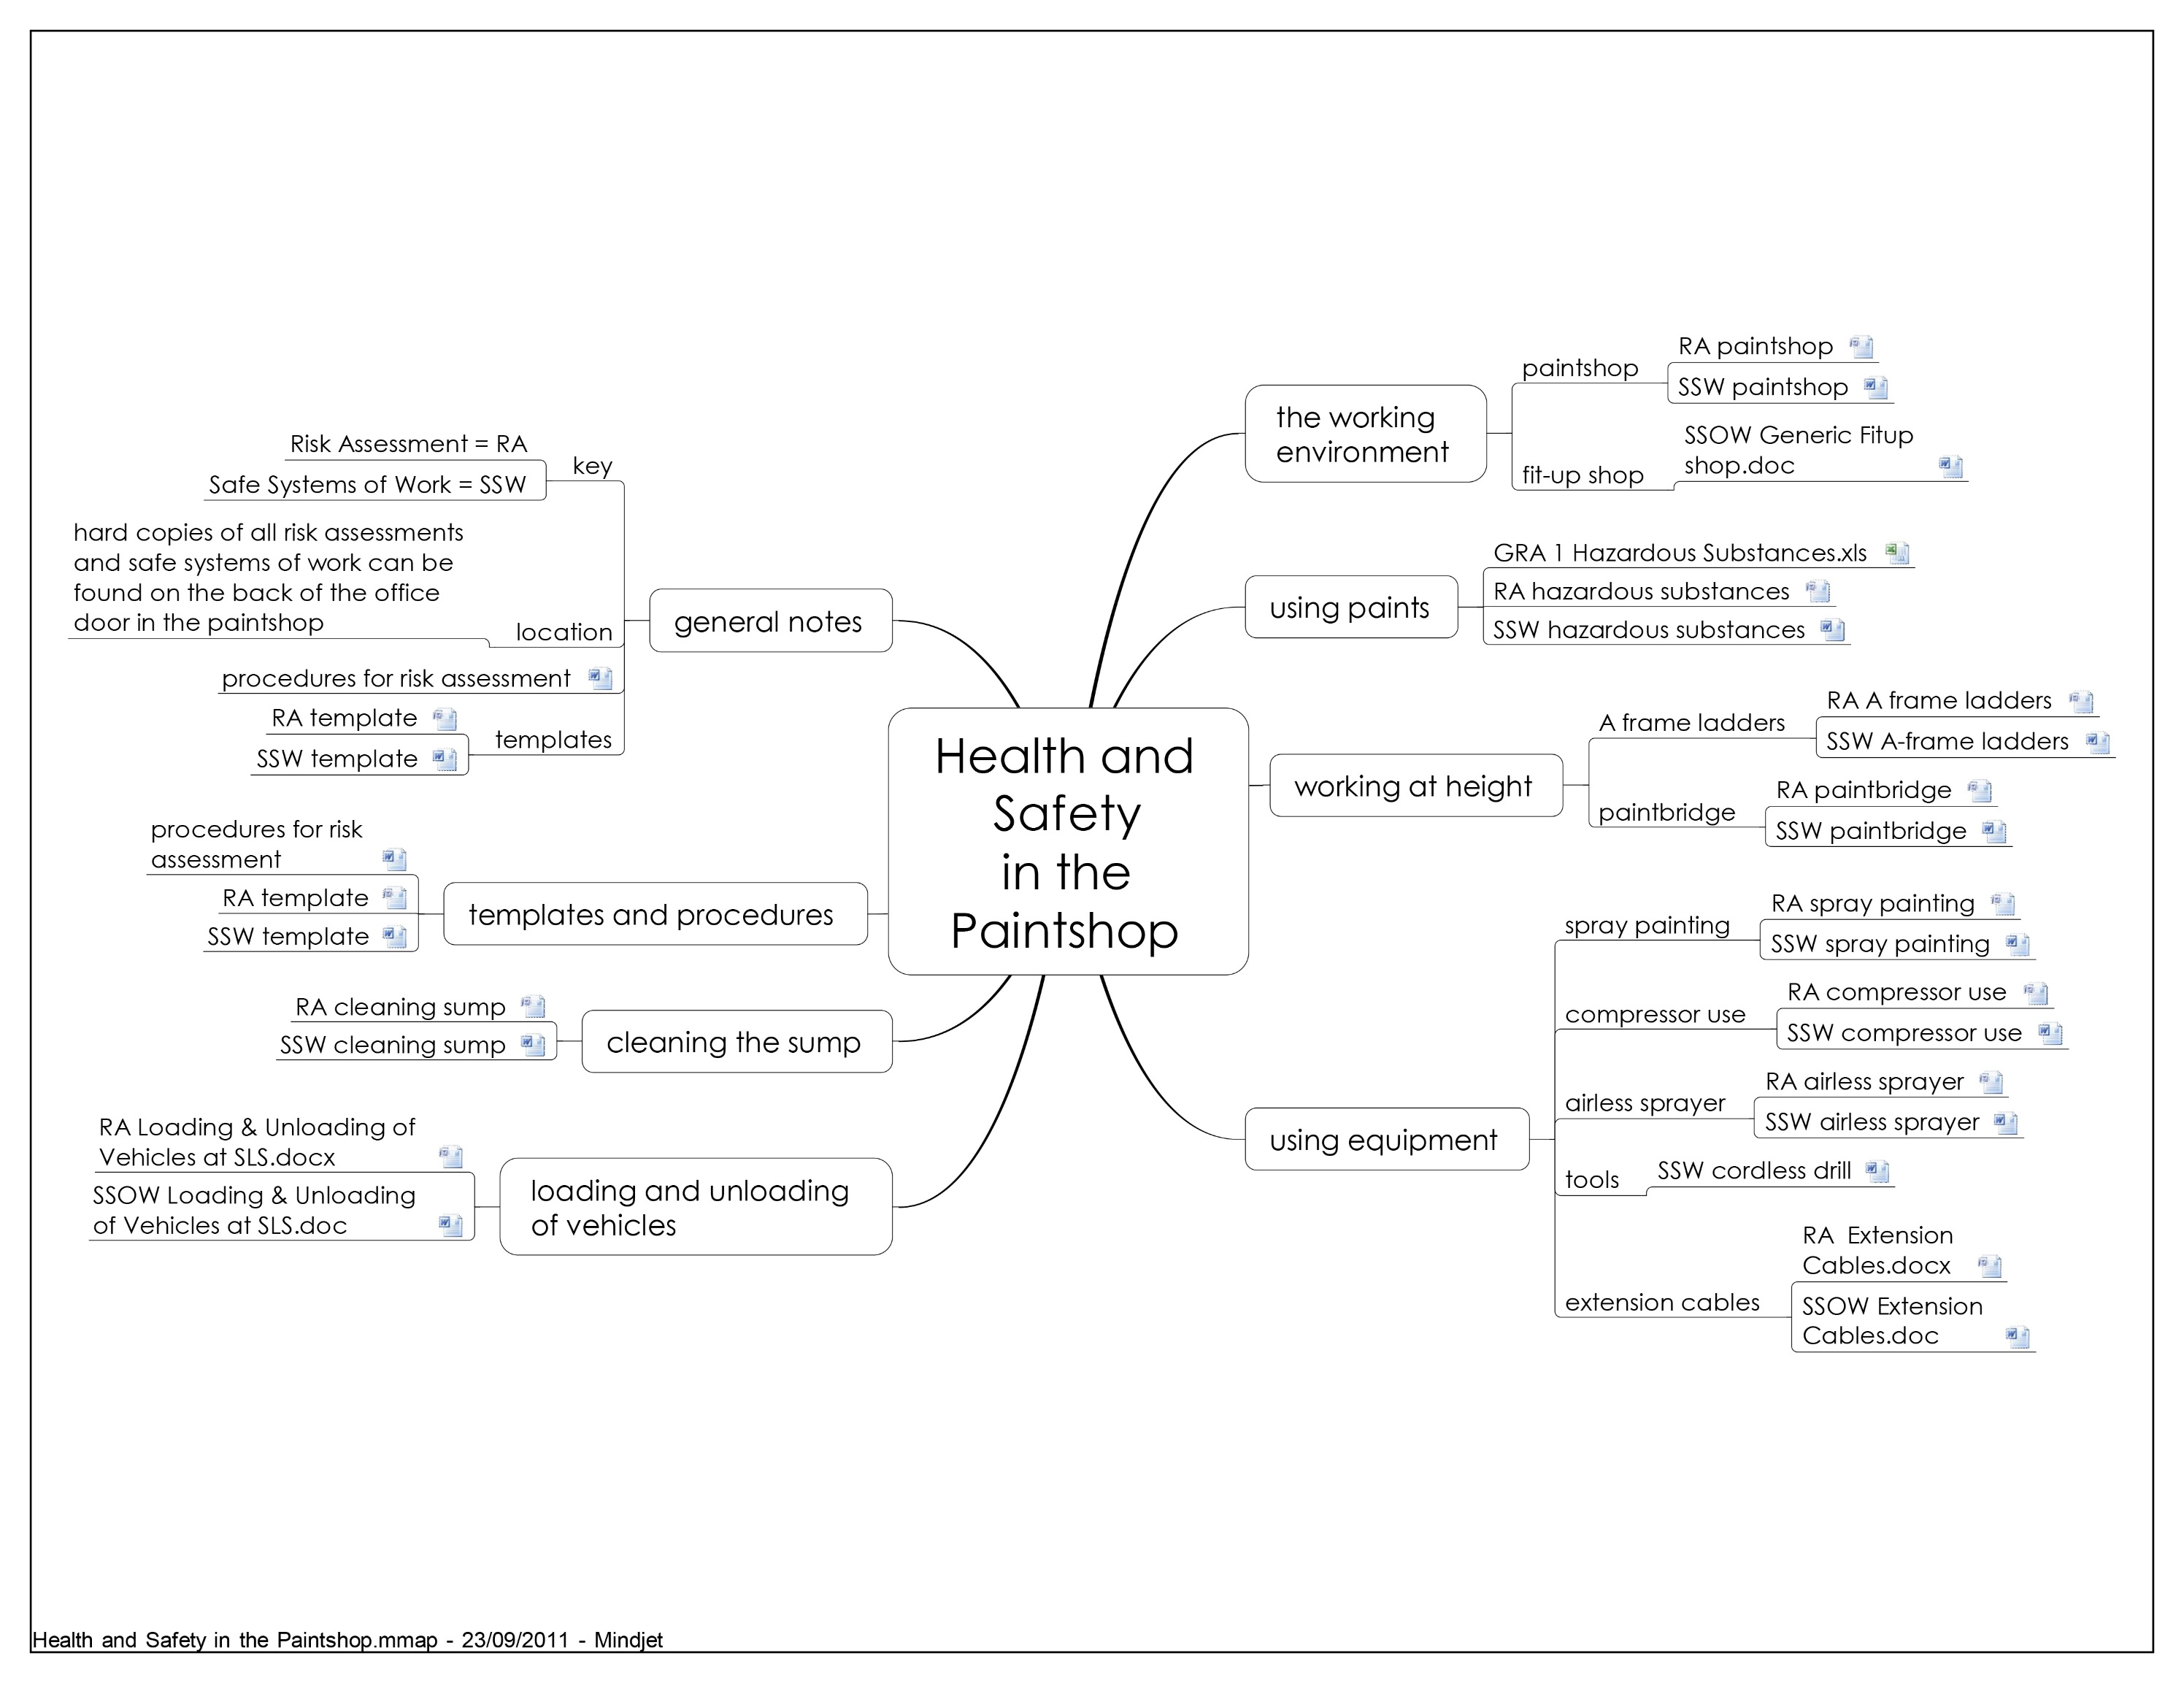 Health and
Safety
in the
Paintshop
the working
environment
paintshop
RA paintshop
SSW paintshop
fit-up shop
SSOW Generic Fitup
shop.doc
using paints
GRA 1 Hazardous Substances.xls
RA hazardous substances
SSW hazardous substances
working at height
A frame ladders
RA A frame ladders
SSW A-frame ladders
paintbridge
RA paintbridge
SSW paintbridge
using equipment
spray painting
RA spray painting
SSW spray painting
compressor use
RA compressor use
SSW compressor use
airless sprayer
RA airless sprayer
SSW airless sprayer
tools
SSW cordless drill
extension cables
RA  Extension
Cables.docx
SSOW Extension
Cables.doc
general notes
key
Risk Assessment = RA
Safe Systems of Work = SSW
location
hard copies of all risk assessments
and safe systems of work can be
found on the back of the office
door in the paintshop
procedures for risk assessment
templates
RA template
SSW template
templates and procedures
procedures for risk
assessment
RA template
SSW template
cleaning the sump
RA cleaning sump
SSW cleaning sump
loading and unloading
of vehicles
RA Loading & Unloading of
Vehicles at SLS.docx
SSOW Loading & Unloading
of Vehicles at SLS.doc
Health and Safety in the Paintshop.mmap - 23/09/2011 - Mindjet